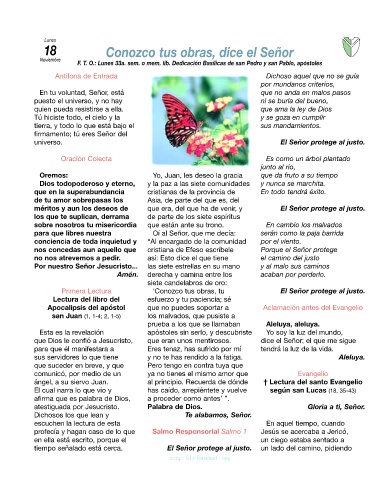 Lunes
18
Noviembre
Conozco tus obras, dice el Señor
F. T. O.: Lunes 33a. sem. o mem. lib. Dedicación Basílicas de san Pedro y san Pablo, apóstoles
Antífona de Entrada
En tu voluntad, Señor, está
puesto el universo, y no hay
quien pueda resistirse a ella.
Tú hiciste todo, el cielo y la
tierra, y todo lo que está bajo el
firmamento; tú eres Señor del
universo.
Oración Colecta
Oremos:
Dios todopoderoso y eterno,
que en la superabundancia
de tu amor sobrepasas los
méritos y aun los deseos de
los que te suplican, derrama
sobre nosotros tu misericordia
para que libres nuestra
conciencia de toda inquietud y
nos concedas aun aquello que
no nos atrevemos a pedir.
Por nuestro Señor Jesucristo...
Amén.
Primera Lectura
Lectura del libro del
Apocalipsis del apóstol
san Juan (1, 1-4; 2, 1-5)
Esta es la revelación
que Dios le confió a Jesucristo,
para que él manifestara a
sus servidores lo que tiene
que suceder en breve, y que
comunicó, por medio de un
ángel, a su siervo Juan.
El cual narra lo que vio y
afirma que es palabra de Dios,
atestiguada por Jesucristo.
Dichosos los que lean y
escuchen la lectura de esta
profecía y hagan caso de lo que
en ella está escrito, porque el
tiempo señalado está cerca.
Yo, Juan, les deseo la gracia
y la paz a las siete comunidades
cristianas de la provincia de
Asia, de parte del que es, del
que era, del que ha de venir, y
de parte de los siete espíritus
que están ante su trono.
Oí al Señor, que me decía:
"Al encargado de la comunidad
cristiana de Efeso escríbele
así: Esto dice el que tiene
las siete estrellas en su mano
derecha y camina entre los
siete candelabros de oro:
'Conozco tus obras, tu
esfuerzo y tu paciencia; sé
que no puedes soportar a
los malvados, que pusiste a
prueba a los que se llamaban
apóstoles sin serlo, y descubriste
que eran unos mentirosos.
Eres tenaz, has sufrido por mí
y no te has rendido a la fatiga.
Pero tengo en contra tuya que
ya no tienes el mismo amor que
al principio. Recuerda de dónde
has caído, arrepiéntete y vuelve
a proceder como antes' ".
Palabra de Dios.
Te alabamos, Señor.
Salmo Responsorial Salmo 1
El Señor protege al justo.
Dichoso aquel que no se guía
por mundanos criterios,
que no anda en malos pasos
ni se burla del bueno,
que ama la ley de Dios
y se goza en cumplir
sus mandamientos.
El Señor protege al justo.
Es como un árbol plantado
junto al río,
que da fruto a su tiempo
y nunca se marchita.
En todo tendrá éxito.
El Señor protege al justo.
En cambio los malvados
serán como la paja barrida
por el viento.
Porque el Señor protege
el camino del justo
y al malo sus caminos
acaban por perderlo.
El Señor protege al justo.
Aclamación antes del Evangelio
Aleluya, aleluya.
Yo soy la luz del mundo,
dice el Señor; el que me sigue
tendrá la luz de la vida.
Aleluya.
Evangelio
† Lectura del santo Evangelio
según san Lucas (18, 35-43)
Gloria a ti, Señor.
En aquel tiempo, cuando
Jesús se acercaba a Jericó,
un ciego estaba sentado a
un lado del camino, pidiendo